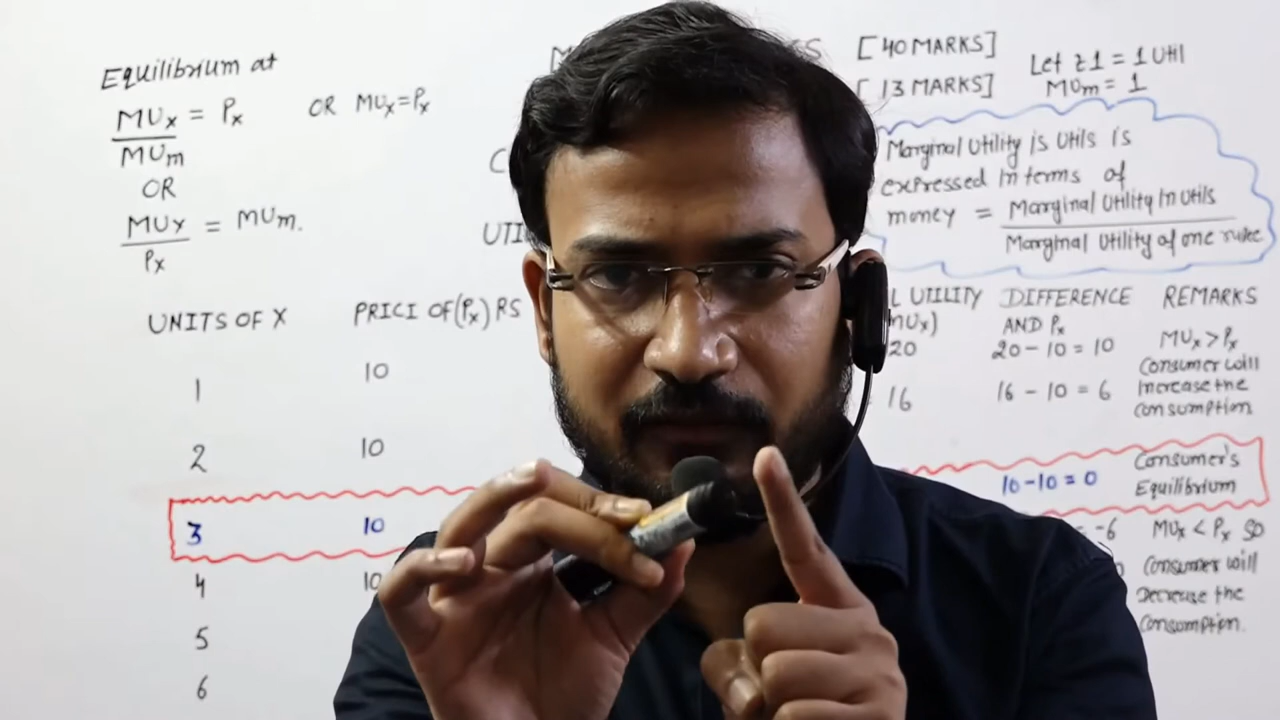 Equilibrium at
MUx = Px OR MUx = Px
MUm
OR
MUx = MUm.
Px
[40 MARKS]
[13 MARKS]
Let ₹1 = 1 Util
MUm = 1
Marginal Utility is Utils is
expressed in terms of
money = Marginal Utility In Utils
Marginal Utility of one
UNITS OF X PRICI OF (Px) RS UTILITY DIFFERENCE REMARKS
AND Px
1 10 20 20 - 10 = 10 MUx > Px
Consumer will
Increase the
Consumption
2 10 16 16 - 10 = 6
3 10 10 - 10 = 0 Consumer's
Equilibrium
4 10 -6 MUx < Px SO
Consumer will
Decrease the
Consumption.
5
6